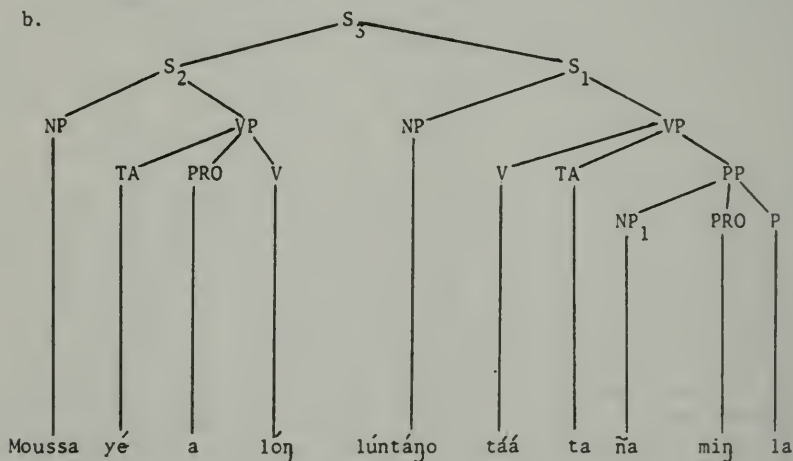 b.
S3
S2 S1
NP VP NP VP
TA PRO V V TA PP
NP1 PRO P
Moussa yé a lóŋ lúntáŋo táá ta ña miŋ la